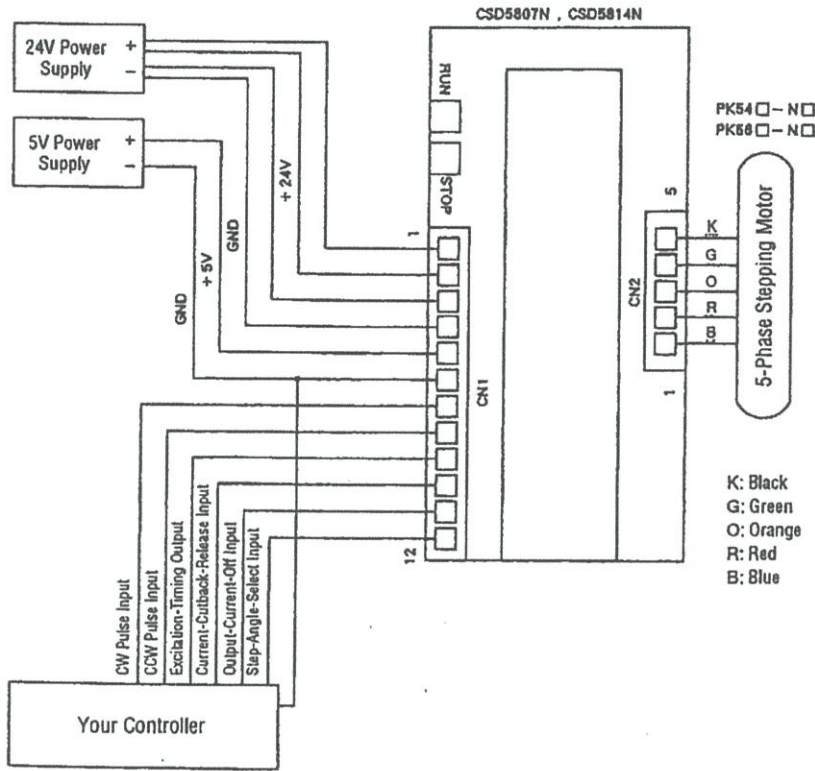 CSD5807N , CSD5814N
24V Power
Supply
+
−
5V Power
Supply
+
−
RUN
STOP
PK54□−N□
PK56□−N□
+ 24V
GND
+ 5V
GND
1
12
CN1
5
1
CN2
K
G
O
R
B
5-Phase Stepping Motor
K: Black
G: Green
O: Orange
R: Red
B: Blue
CW Pulse Input
CCW Pulse Input
Excitation-Timing Output
Current-Cutback-Release Input
Output-Current-Off Input
Step-Angle-Select Input
Your Controller